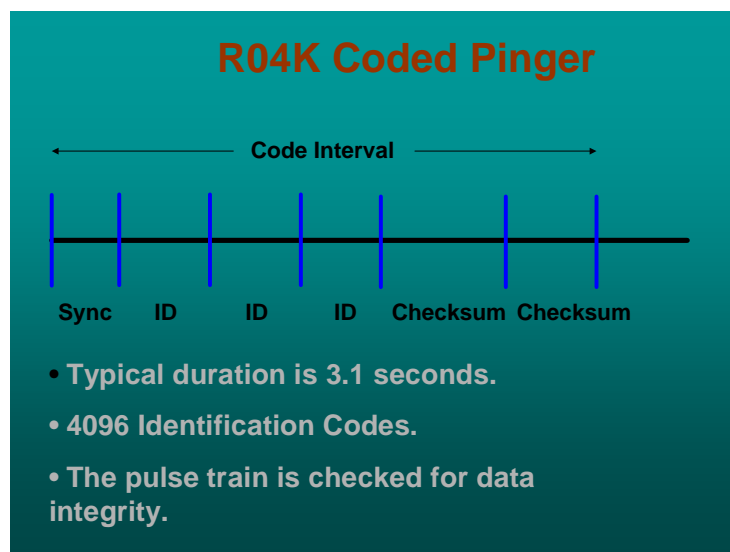 R04K Coded Pinger
Code Interval
Sync ID ID ID Checksum Checksum
• Typical duration is 3.1 seconds.
• 4096 Identification Codes.
• The pulse train is checked for data
integrity.